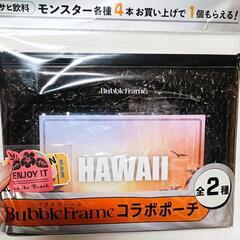 サヒ飲料 モンスター各種4本お買い上げで1個もらえる!
BubbleFrame
HAWAII
ENJOY IT
the Beach
全2種
バブルフレーム
BubbleFrameコラボポーチ